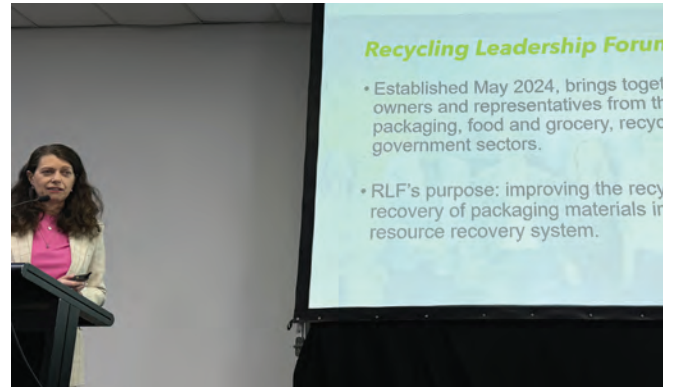 Recycling Leadership Forum
• Established May 2024, brings toget
owners and representatives from th
packaging, food and grocery, recyc
government sectors.
• RLF's purpose: improving the recy
recovery of packaging materials in
resource recovery system.